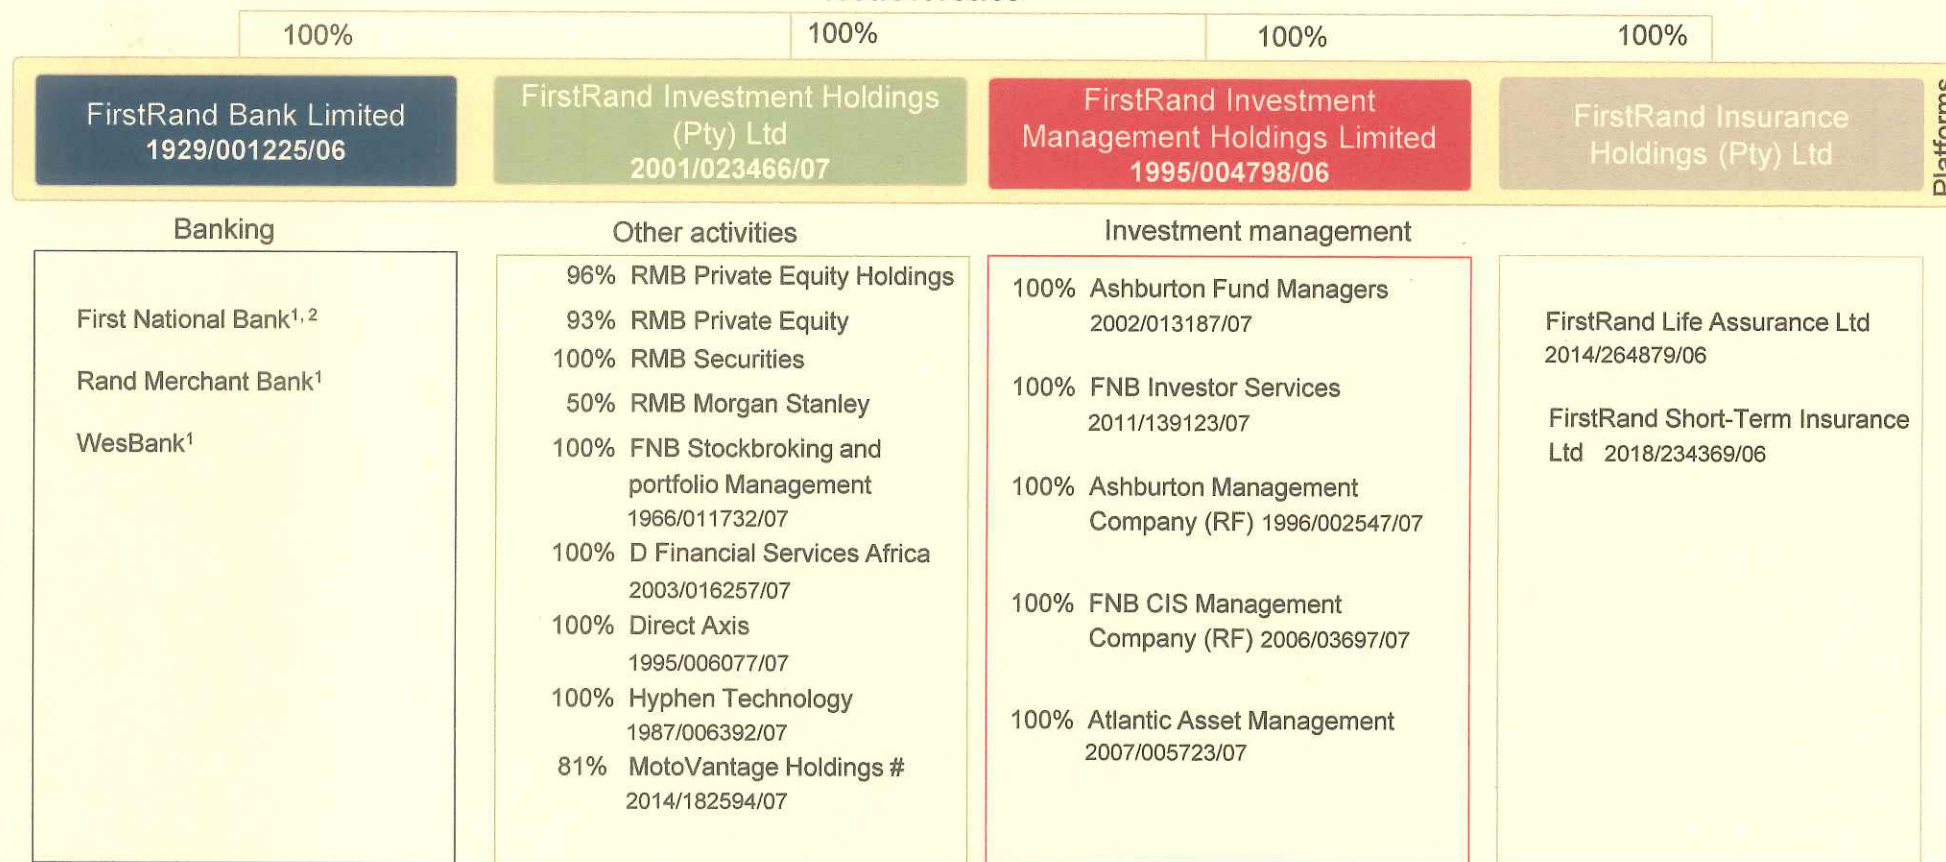 100%
100%
100%
100%
FirstRand Bank Limited
1929/001225/06
FirstRand Investment Holdings
(Pty) Ltd
2001/023466/07
FirstRand Investment
Management Holdings Limited
1995/004798/06
FirstRand Insurance
Holdings (Pty) Ltd
Platforms
Banking
First National Bank¹,²
Rand Merchant Bank¹
WesBank¹
Other activities
96% RMB Private Equity Holdings
93% RMB Private Equity
100% RMB Securities
50% RMB Morgan Stanley
100% FNB Stockbroking and
portfolio Management
1966/011732/07
100% D Financial Services Africa
2003/016257/07
100% Direct Axis
1995/006077/07
100% Hyphen Technology
1987/006392/07
81% MotoVantage Holdings #
2014/182594/07
Investment management
100% Ashburton Fund Managers
2002/013187/07
100% FNB Investor Services
2011/139123/07
100% Ashburton Management
Company (RF) 1996/002547/07
100% FNB CIS Management
Company (RF) 2006/03697/07
100% Atlantic Asset Management
2007/005723/07
FirstRand Life Assurance Ltd
2014/264879/06
FirstRand Short-Term Insurance
Ltd 2018/234369/06